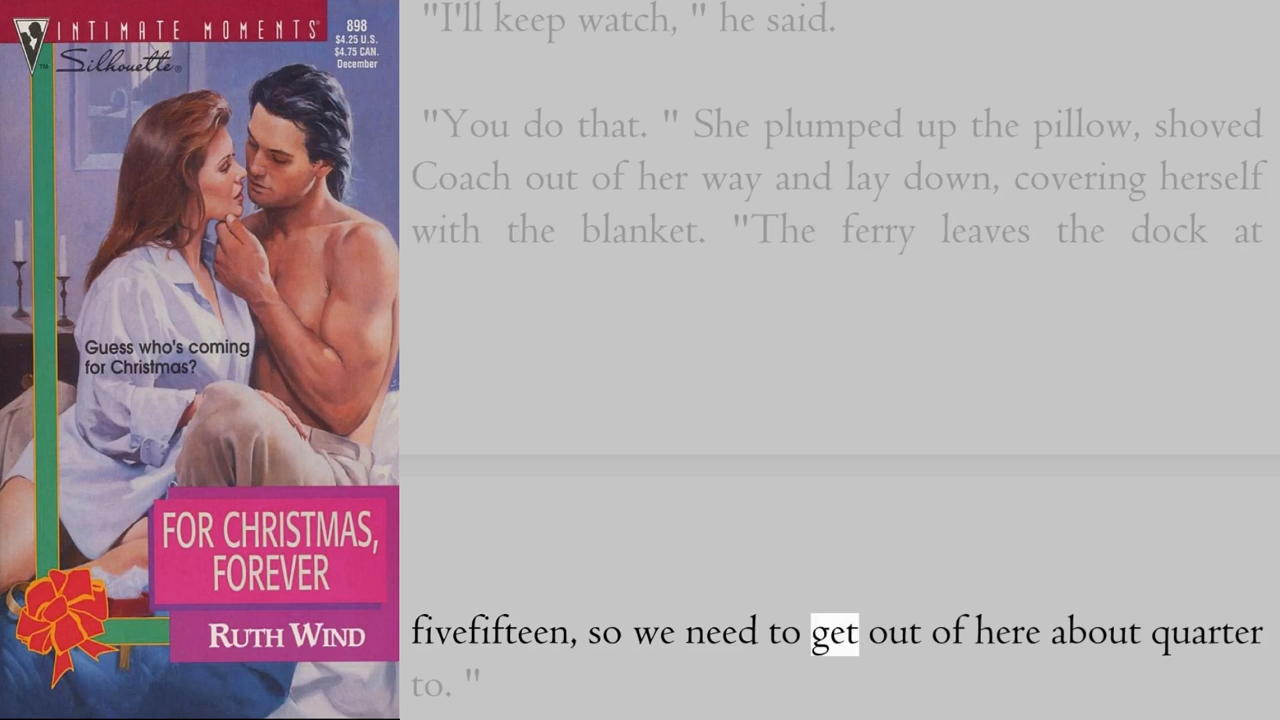 INTIMATE MOMENTS®
Silhouette®
TM
898
$4.25 U.S.
$4.75 CAN.
December
Guess who's coming
for Christmas?
FOR CHRISTMAS,
FOREVER
RUTH WIND
"I'll keep watch, " he said.
"You do that. " She plumped up the pillow, shoved
Coach out of her way and lay down, covering herself
with the blanket. "The ferry leaves the dock at
fivefifteen, so we need to get out of here about quarter
to. "